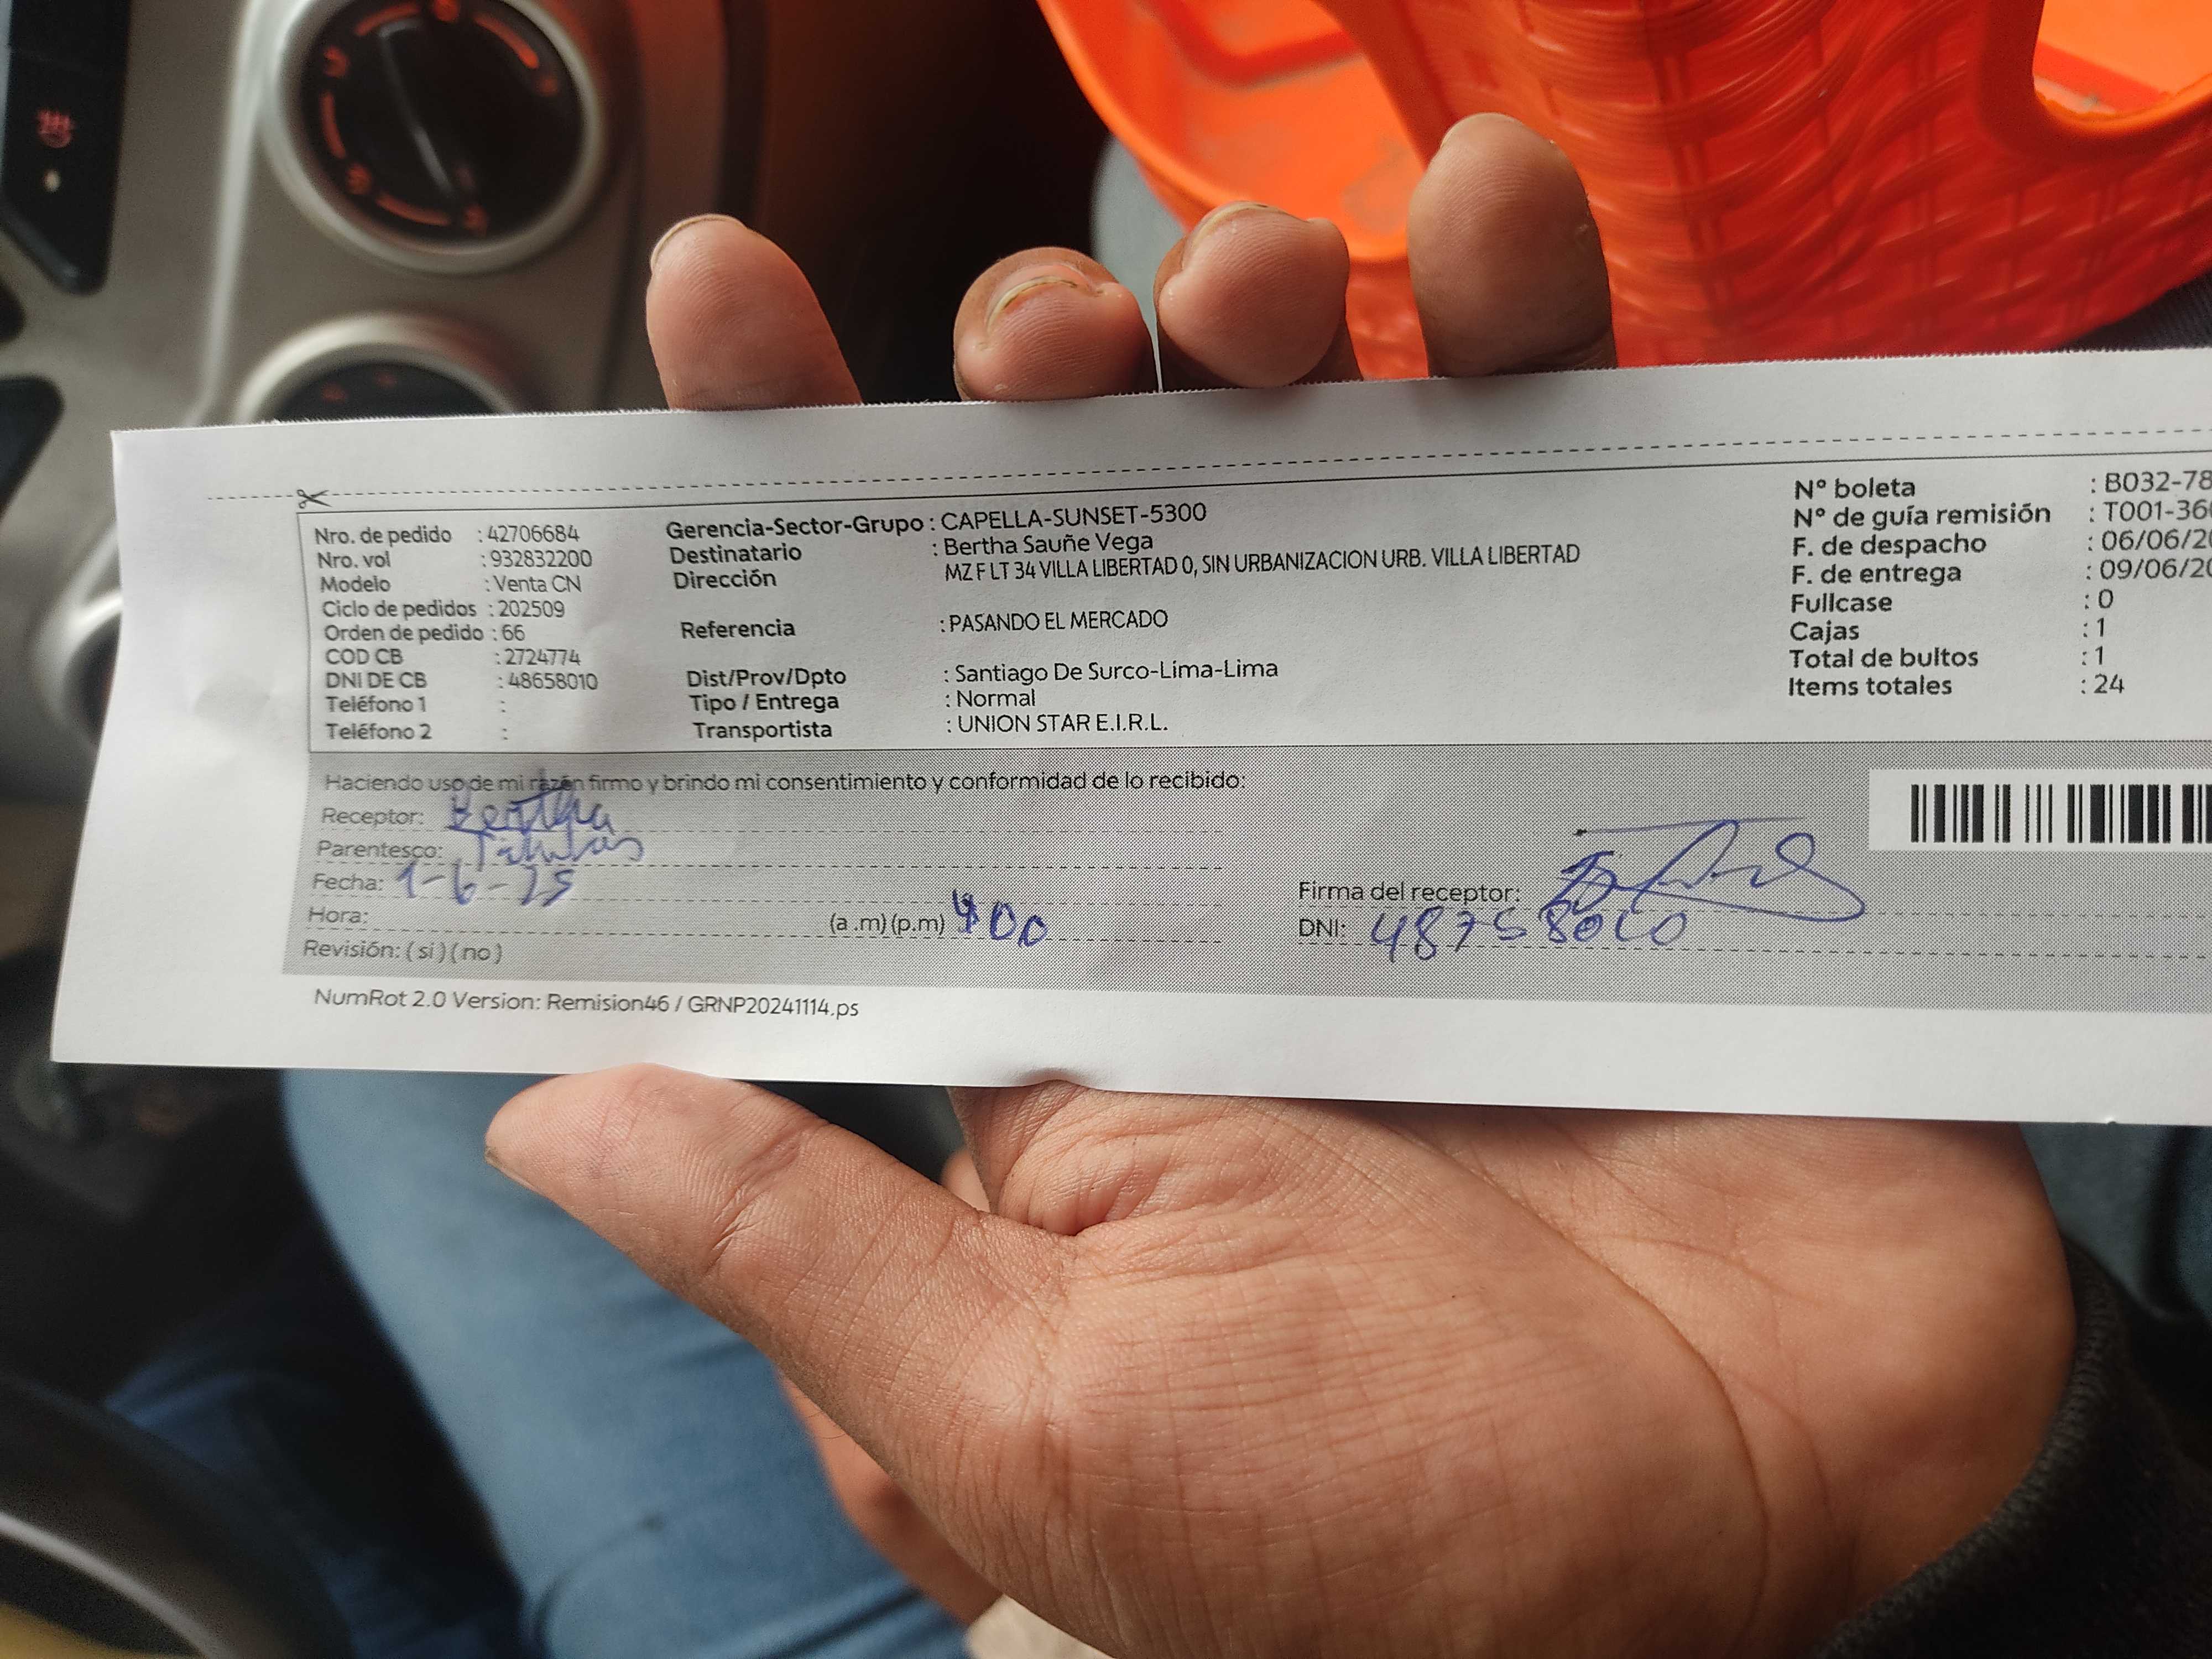 Nro. de pedido : 42706684
Nro. vol : 932832200
Modelo : Venta CN
Ciclo de pedidos : 202509
Orden de pedido : 66
COD CB : 2724774
DNI DE CB : 48658010
Teléfono 1 :
Teléfono 2 :
Gerencia-Sector-Grupo : CAPELLA-SUNSET-5300
Destinatario : Bertha Sauñe Vega
Dirección MZ F LT 34 VILLA LIBERTAD 0, SIN URBANIZACION URB. VILLA LIBERTAD
Referencia : PASANDO EL MERCADO
Dist/Prov/Dpto : Santiago De Surco-Lima-Lima
Tipo / Entrega : Normal
Transportista : UNION STAR E.I.R.L.
N° boleta : B032-78
N° de guía remisión : T001-36
F. de despacho : 06/06/20
F. de entrega : 09/06/20
Fullcase : 0
Cajas : 1
Total de bultos : 1
Items totales : 24
Haciendo uso de mi razón firmo y brindo mi consentimiento y conformidad de lo recibido:
Receptor: Bertha
Parentesco:
Fecha:
Hora: (a.m) (p.m) 400
Revisión: ( si ) ( no )
Firma del receptor:
DNI: 48758010
NumRot 2.0 Version: Remision46 / GRNP20241114.ps